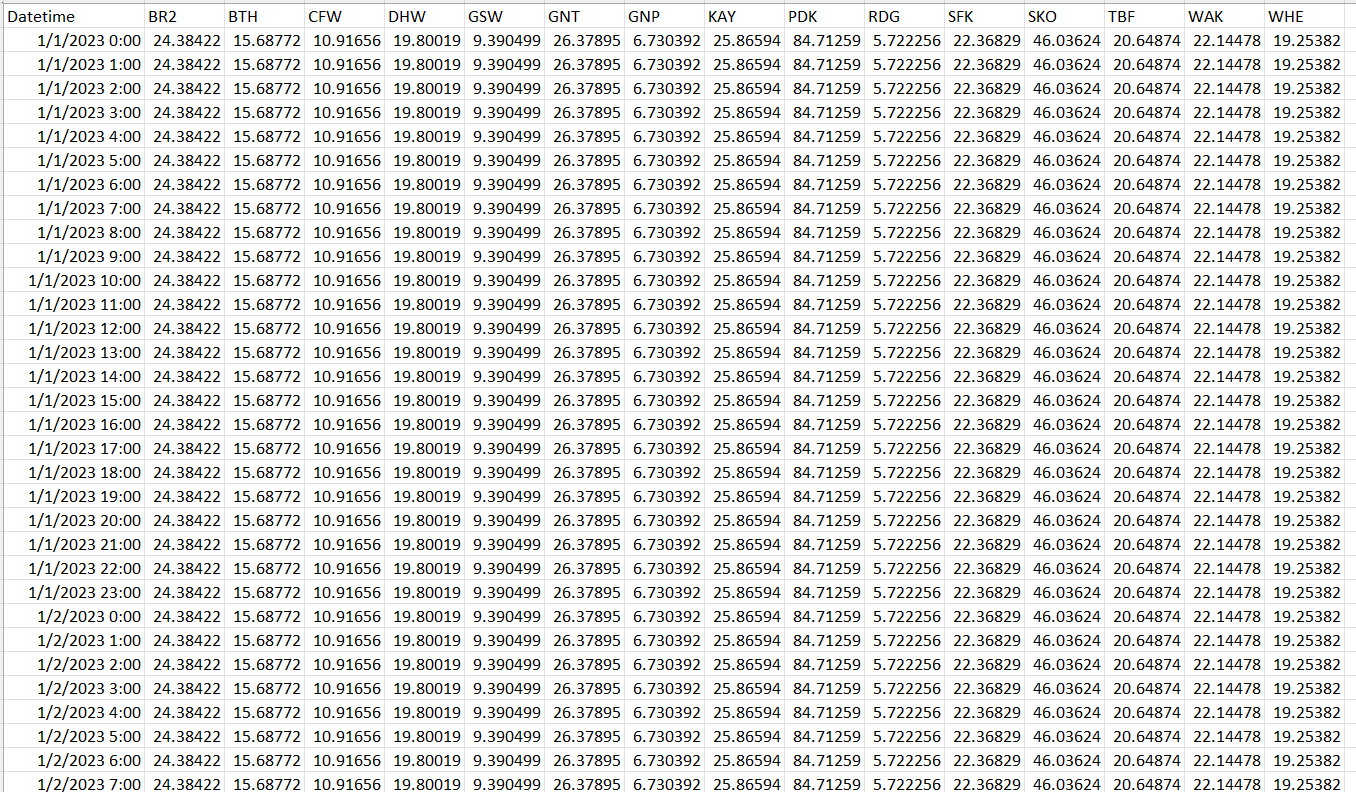 Datetime BR2 BTH CFW DHW GSW GNT GNP KAY PDK RDG SFK SKO TBF WAK WHE
1/1/2023 0:00 24.38422 15.68772 10.91656 19.80019 9.390499 26.37895 6.730392 25.86594 84.71259 5.722256 22.36829 46.03624 20.64874 22.14478 19.25382
1/1/2023 1:00 24.38422 15.68772 10.91656 19.80019 9.390499 26.37895 6.730392 25.86594 84.71259 5.722256 22.36829 46.03624 20.64874 22.14478 19.25382
1/1/2023 2:00 24.38422 15.68772 10.91656 19.80019 9.390499 26.37895 6.730392 25.86594 84.71259 5.722256 22.36829 46.03624 20.64874 22.14478 19.25382
1/1/2023 3:00 24.38422 15.68772 10.91656 19.80019 9.390499 26.37895 6.730392 25.86594 84.71259 5.722256 22.36829 46.03624 20.64874 22.14478 19.25382
1/1/2023 4:00 24.38422 15.68772 10.91656 19.80019 9.390499 26.37895 6.730392 25.86594 84.71259 5.722256 22.36829 46.03624 20.64874 22.14478 19.25382
1/1/2023 5:00 24.38422 15.68772 10.91656 19.80019 9.390499 26.37895 6.730392 25.86594 84.71259 5.722256 22.36829 46.03624 20.64874 22.14478 19.25382
1/1/2023 6:00 24.38422 15.68772 10.91656 19.80019 9.390499 26.37895 6.730392 25.86594 84.71259 5.722256 22.36829 46.03624 20.64874 22.14478 19.25382
1/1/2023 7:00 24.38422 15.68772 10.91656 19.80019 9.390499 26.37895 6.730392 25.86594 84.71259 5.722256 22.36829 46.03624 20.64874 22.14478 19.25382
1/1/2023 8:00 24.38422 15.68772 10.91656 19.80019 9.390499 26.37895 6.730392 25.86594 84.71259 5.722256 22.36829 46.03624 20.64874 22.14478 19.25382
1/1/2023 9:00 24.38422 15.68772 10.91656 19.80019 9.390499 26.37895 6.730392 25.86594 84.71259 5.722256 22.36829 46.03624 20.64874 22.14478 19.25382
1/1/2023 10:00 24.38422 15.68772 10.91656 19.80019 9.390499 26.37895 6.730392 25.86594 84.71259 5.722256 22.36829 46.03624 20.64874 22.14478 19.25382
1/1/2023 11:00 24.38422 15.68772 10.91656 19.80019 9.390499 26.37895 6.730392 25.86594 84.71259 5.722256 22.36829 46.03624 20.64874 22.14478 19.25382
1/1/2023 12:00 24.38422 15.68772 10.91656 19.80019 9.390499 26.37895 6.730392 25.86594 84.71259 5.722256 22.36829 46.03624 20.64874 22.14478 19.25382
1/1/2023 13:00 24.38422 15.68772 10.91656 19.80019 9.390499 26.37895 6.730392 25.86594 84.71259 5.722256 22.36829 46.03624 20.64874 22.14478 19.25382
1/1/2023 14:00 24.38422 15.68772 10.91656 19.80019 9.390499 26.37895 6.730392 25.86594 84.71259 5.722256 22.36829 46.03624 20.64874 22.14478 19.25382
1/1/2023 15:00 24.38422 15.68772 10.91656 19.80019 9.390499 26.37895 6.730392 25.86594 84.71259 5.722256 22.36829 46.03624 20.64874 22.14478 19.25382
1/1/2023 16:00 24.38422 15.68772 10.91656 19.80019 9.390499 26.37895 6.730392 25.86594 84.71259 5.722256 22.36829 46.03624 20.64874 22.14478 19.25382
1/1/2023 17:00 24.38422 15.68772 10.91656 19.80019 9.390499 26.37895 6.730392 25.86594 84.71259 5.722256 22.36829 46.03624 20.64874 22.14478 19.25382
1/1/2023 18:00 24.38422 15.68772 10.91656 19.80019 9.390499 26.37895 6.730392 25.86594 84.71259 5.722256 22.36829 46.03624 20.64874 22.14478 19.25382
1/1/2023 19:00 24.38422 15.68772 10.91656 19.80019 9.390499 26.37895 6.730392 25.86594 84.71259 5.722256 22.36829 46.03624 20.64874 22.14478 19.25382
1/1/2023 20:00 24.38422 15.68772 10.91656 19.80019 9.390499 26.37895 6.730392 25.86594 84.71259 5.722256 22.36829 46.03624 20.64874 22.14478 19.25382
1/1/2023 21:00 24.38422 15.68772 10.91656 19.80019 9.390499 26.37895 6.730392 25.86594 84.71259 5.722256 22.36829 46.03624 20.64874 22.14478 19.25382
1/1/2023 22:00 24.38422 15.68772 10.91656 19.80019 9.390499 26.37895 6.730392 25.86594 84.71259 5.722256 22.36829 46.03624 20.64874 22.14478 19.25382
1/1/2023 23:00 24.38422 15.68772 10.91656 19.80019 9.390499 26.37895 6.730392 25.86594 84.71259 5.722256 22.36829 46.03624 20.64874 22.14478 19.25382
1/2/2023 0:00 24.38422 15.68772 10.91656 19.80019 9.390499 26.37895 6.730392 25.86594 84.71259 5.722256 22.36829 46.03624 20.64874 22.14478 19.25382
1/2/2023 1:00 24.38422 15.68772 10.91656 19.80019 9.390499 26.37895 6.730392 25.86594 84.71259 5.722256 22.36829 46.03624 20.64874 22.14478 19.25382
1/2/2023 2:00 24.38422 15.68772 10.91656 19.80019 9.390499 26.37895 6.730392 25.86594 84.71259 5.722256 22.36829 46.03624 20.64874 22.14478 19.25382
1/2/2023 3:00 24.38422 15.68772 10.91656 19.80019 9.390499 26.37895 6.730392 25.86594 84.71259 5.722256 22.36829 46.03624 20.64874 22.14478 19.25382
1/2/2023 4:00 24.38422 15.68772 10.91656 19.80019 9.390499 26.37895 6.730392 25.86594 84.71259 5.722256 22.36829 46.03624 20.64874 22.14478 19.25382
1/2/2023 5:00 24.38422 15.68772 10.91656 19.80019 9.390499 26.37895 6.730392 25.86594 84.71259 5.722256 22.36829 46.03624 20.64874 22.14478 19.25382
1/2/2023 6:00 24.38422 15.68772 10.91656 19.80019 9.390499 26.37895 6.730392 25.86594 84.71259 5.722256 22.36829 46.03624 20.64874 22.14478 19.25382
1/2/2023 7:00 24.38422 15.68772 10.91656 19.80019 9.390499 26.37895 6.730392 25.86594 84.71259 5.722256 22.36829 46.03624 20.64874 22.14478 19.25382